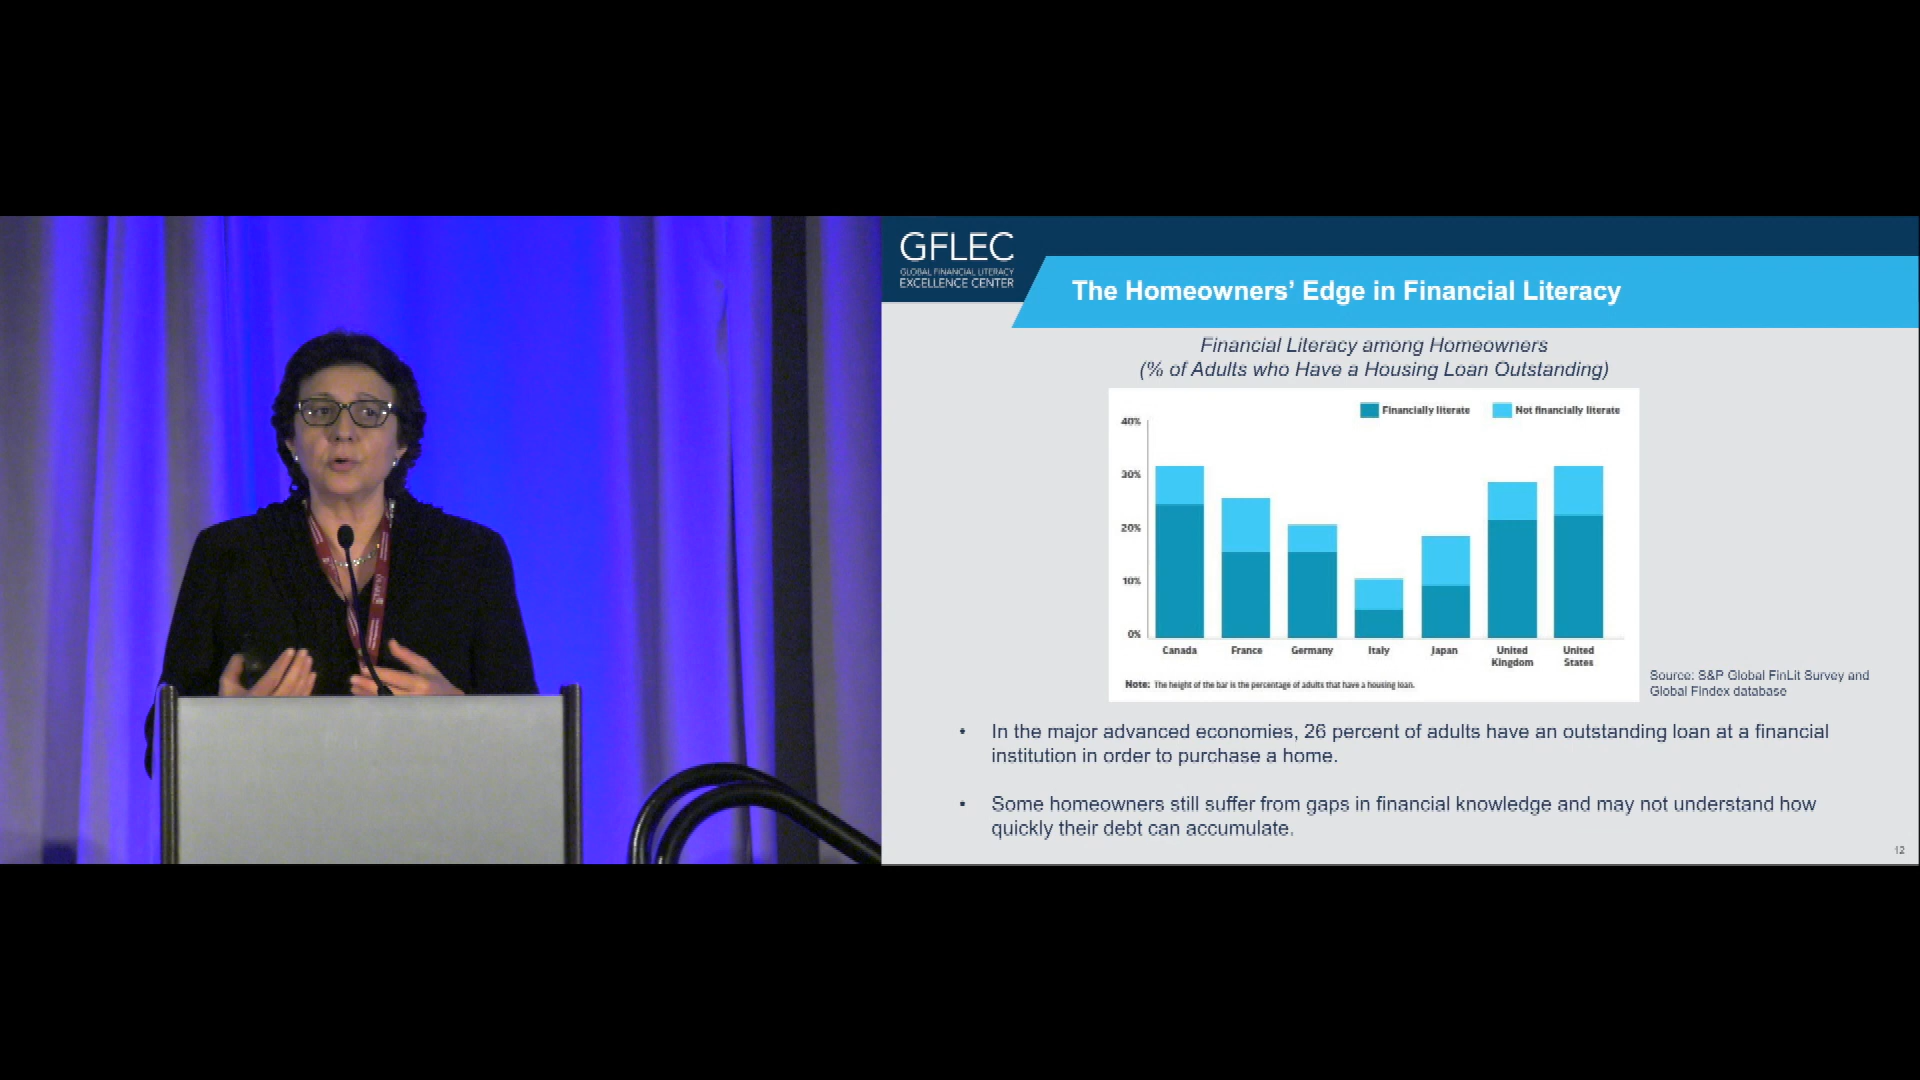 GFLEC
GLOBAL FINANCIAL LITERACY
EXCELLENCE CENTER
The Homeowners’ Edge in Financial Literacy
Financial Literacy among Homeowners
(% of Adults who Have a Housing Loan Outstanding)
Financially literate
Not financially literate
40%
30%
20%
10%
0%
Canada
France
Germany
Italy
Japan
United
Kingdom
United
States
Note: The height of the bar is the percentage of adults that have a housing loan.
Source: S&P Global FinLit Survey and
Global Findex database
• In the major advanced economies, 26 percent of adults have an outstanding loan at a financial
institution in order to purchase a home.
• Some homeowners still suffer from gaps in financial knowledge and may not understand how
quickly their debt can accumulate.
12